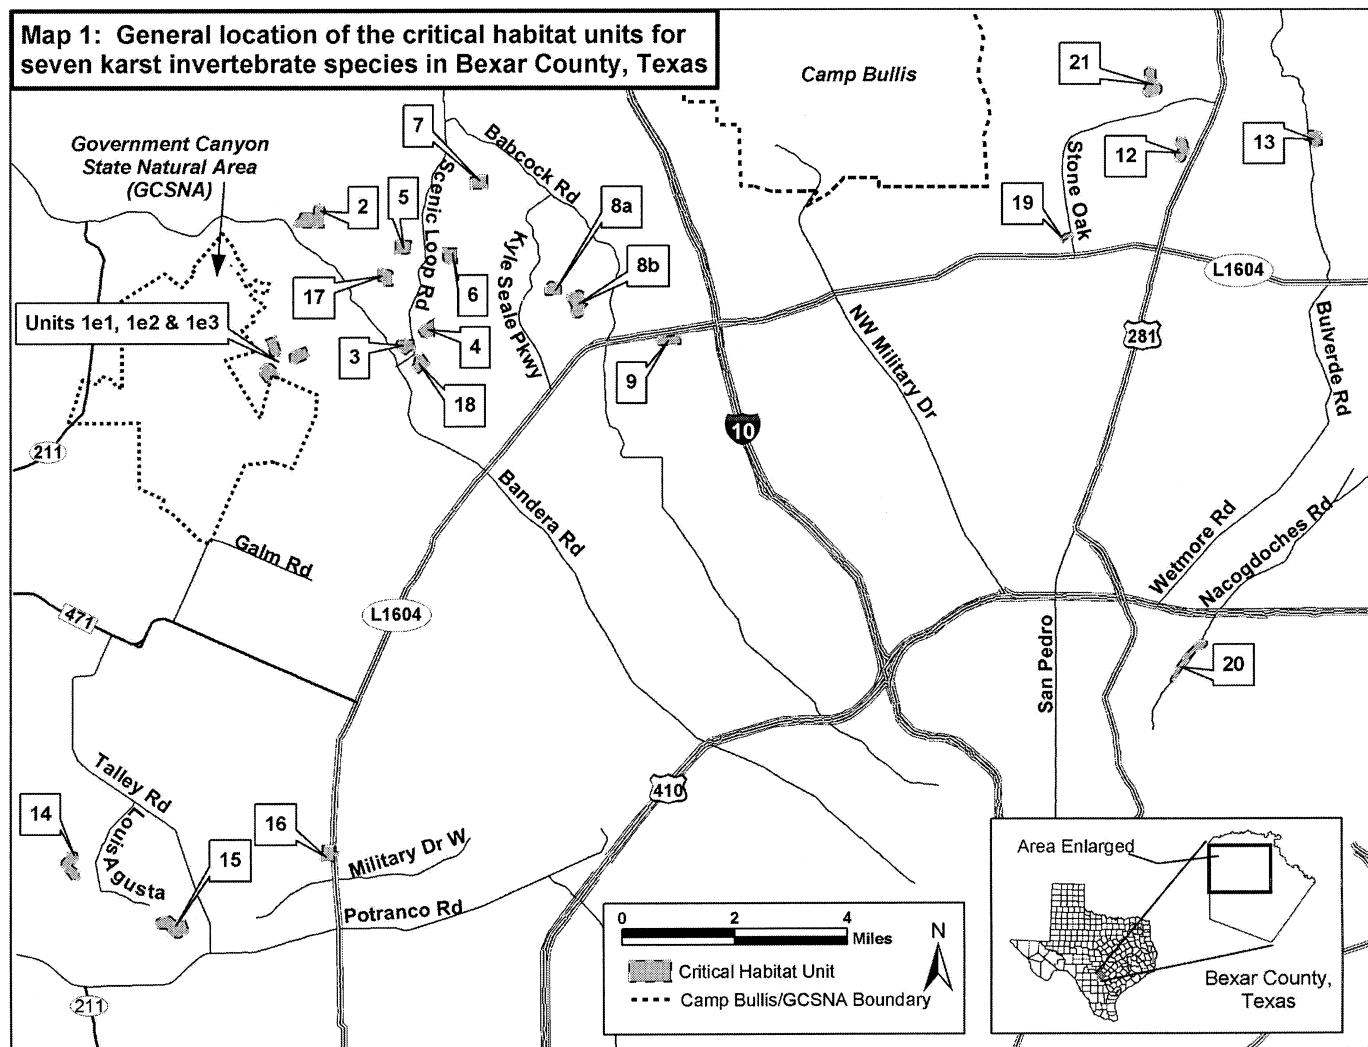 Map 1: General location of the critical habitat units for
seven karst invertebrate species in Bexar County, Texas
Camp Bullis
21
7
Babcock Rd
Government Canyon
State Natural Area
(GCSNA)
Stone Oak
12
13
2
5
Scenic Loop Rd
8a
19
Kyle Seale Pkwy
8b
17
6
L1604
Units 1e1, 1e2 & 1e3
NW Military Dr
Bulverde Rd
3
4
281
9
18
10
211
Bandera Rd
Wetmore Rd
Nacogdoches Rd
Galm Rd
471
L1604
San Pedro
20
Talley Rd
410
14
Louis Agusta
16
Military Dr W
15
Potranco Rd
211
0 2 4
Miles
N
Critical Habitat Unit
Camp Bullis/GCSNA Boundary
Area Enlarged
Bexar County,
Texas